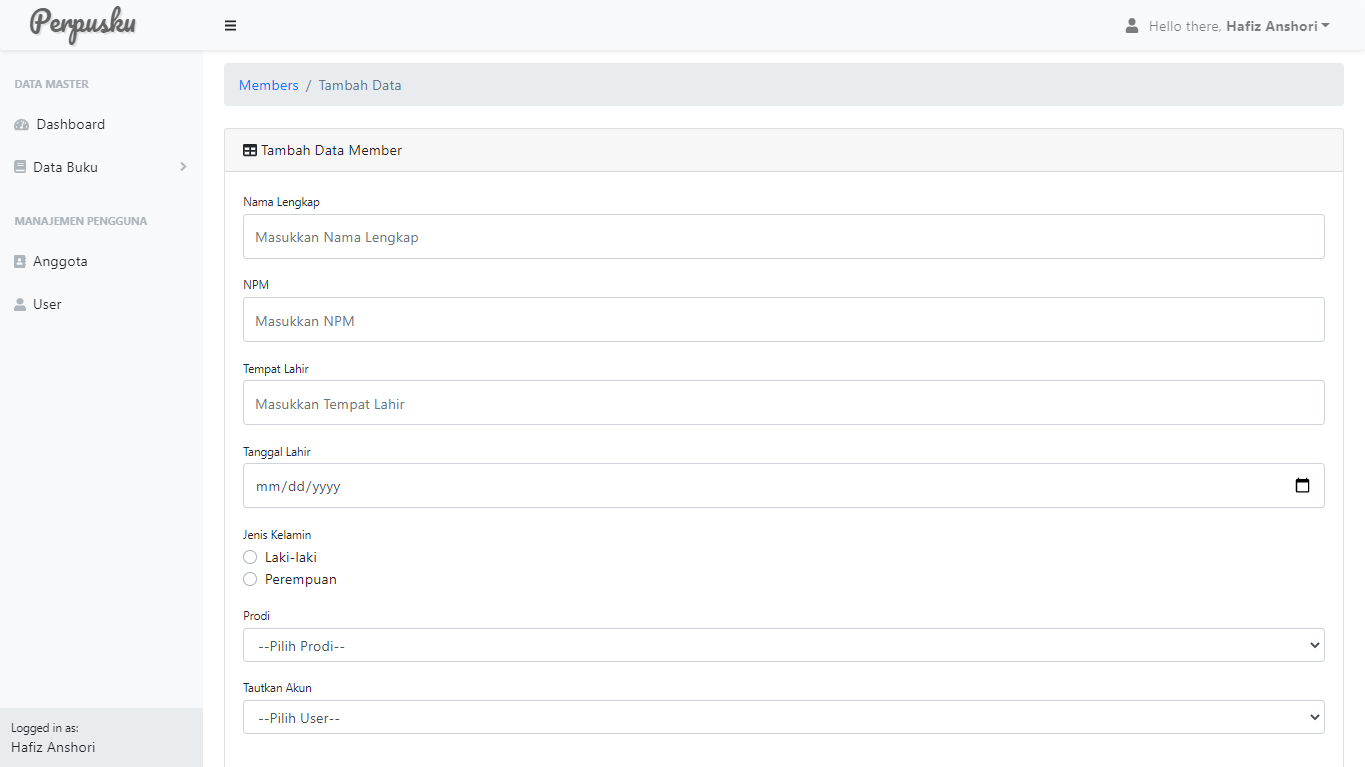 Perpusku
Hello there, Hafiz Anshori
DATA MASTER
Dashboard
Data Buku
MANAJEMEN PENGGUNA
Anggota
User
Logged in as:
Hafiz Anshori
Members / Tambah Data
Tambah Data Member
Nama Lengkap
Masukkan Nama Lengkap
NPM
Masukkan NPM
Tempat Lahir
Masukkan Tempat Lahir
Tanggal Lahir
mm/dd/yyyy
Jenis Kelamin
Laki-laki
Perempuan
Prodi
--Pilih Prodi--
Tautkan Akun
--Pilih User--